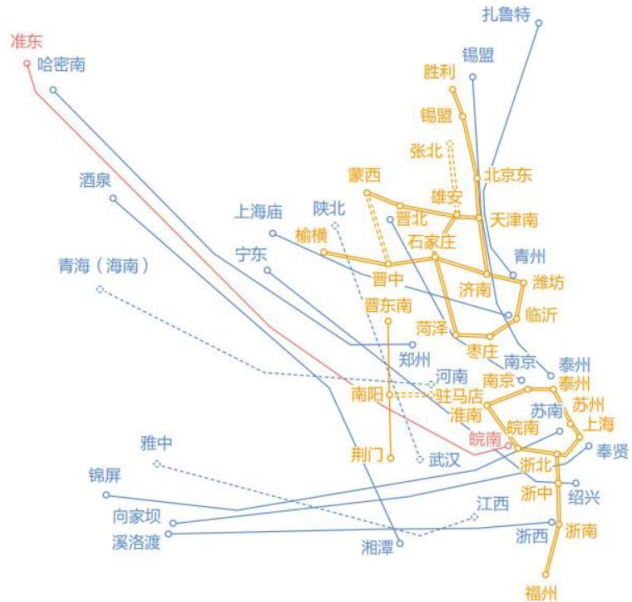 扎鲁特
准东
锡盟
哈密南
胜利
锡盟
张北
北京东
酒泉
蒙西
雄安
陕北
上海庙
晋北
天津南
榆横
石家庄
宁东
青州
青海（海南）
晋中
济南
潍坊
晋东南
菏泽
临沂
枣庄
郑州
南京
泰州
河南
南京
泰州
南阳
驻马店
淮南
苏州
苏南
上海
皖南
皖南
雅中
荆门
武汉
浙北
奉贤
锦屏
浙中
绍兴
向家坝
江西
溪洛渡
湘潭
浙西
浙南
福州